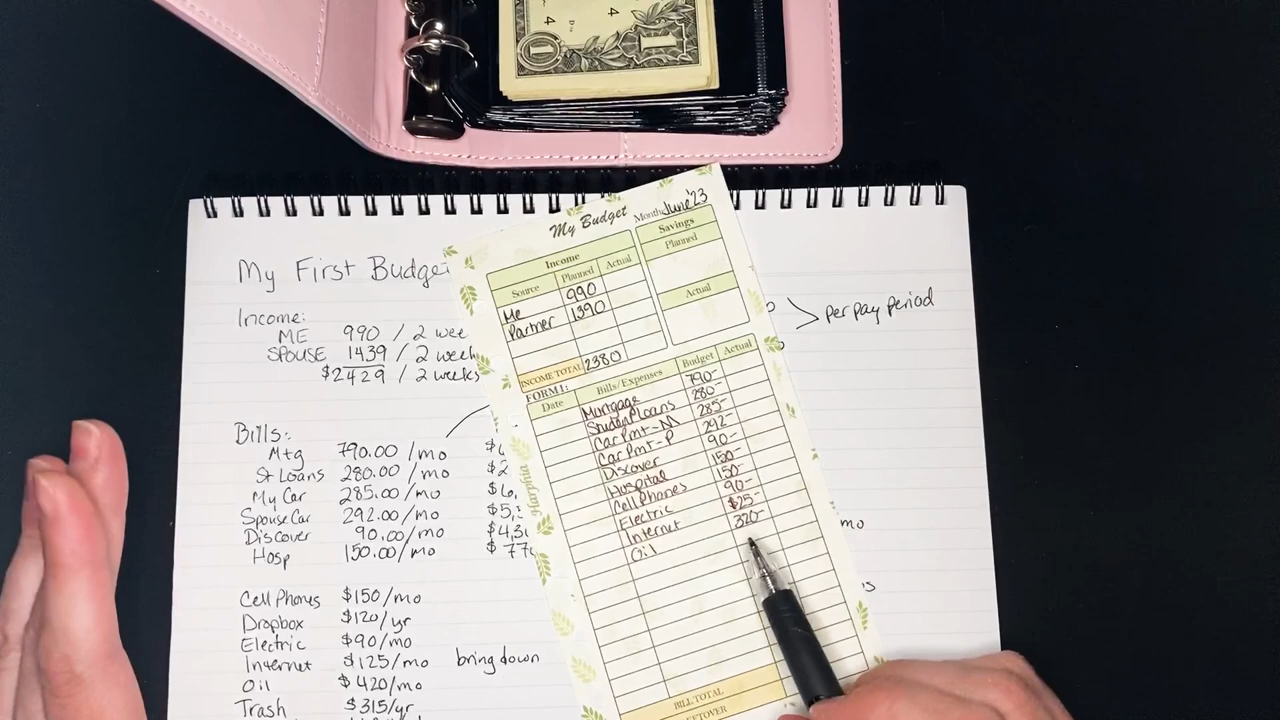 My Budget
Month June '23
Income
Source Planned Actual
Me 990
Partner 1390
INCOME TOTAL 2380
Savings
Planned
Actual
FORM 1:
Date Bills/Expenses Budget Actual
Mortgage 790-
Student loans 280-
Car Pmt-M 285-
Car Pmt-P 292-
Discover 90-
Hospital 150-
Cell Phones 150-
Electric 90-
Internet $25-
Oil 320-
BILL TOTAL
Harphia
My First Budget
Income:
ME 990 / 2 wee
SPOUSE 1439 / 2 week
$2429 / 2 weeks
per pay period
Bills:
Mtg 790.00/mo
St Loans 280.00/mo
My Car 285.00/mo
Spouse Car 292.00/mo
Discover 90.00/mo
Hosp 150.00/mo
Cell Phones $150/mo
Dropbox $120/yr
Electric $90/mo
Internet $125/mo bring down
Oil $420/mo
Trash $315/yr
mo
1